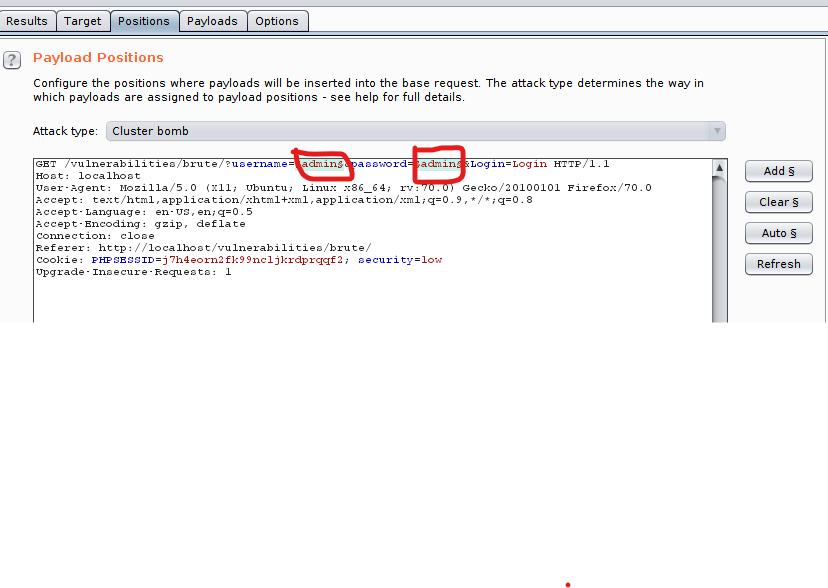 Results Target Positions Payloads Options
? Payload Positions
Configure the positions where payloads will be inserted into the base request. The attack type determines the way in
which payloads are assigned to payload positions - see help for full details.
Attack type: Cluster bomb
GET /vulnerabilities/brute/?username=§admin§&password=§admin§&Login=Login HTTP/1.1
Host: localhost
User-Agent: Mozilla/5.0 (X11; Ubuntu; Linux x86_64; rv:70.0) Gecko/20100101 Firefox/70.0
Accept: text/html,application/xhtml+xml,application/xml;q=0.9,*/*;q=0.8
Accept-Language: en-US,en;q=0.5
Accept-Encoding: gzip, deflate
Connection: close
Referer: http://localhost/vulnerabilities/brute/
Cookie: PHPSESSID=j7h4eorn2fk99ncljkrdprqqf2; security=low
Upgrade-Insecure-Requests: 1
Add §
Clear §
Auto §
Refresh